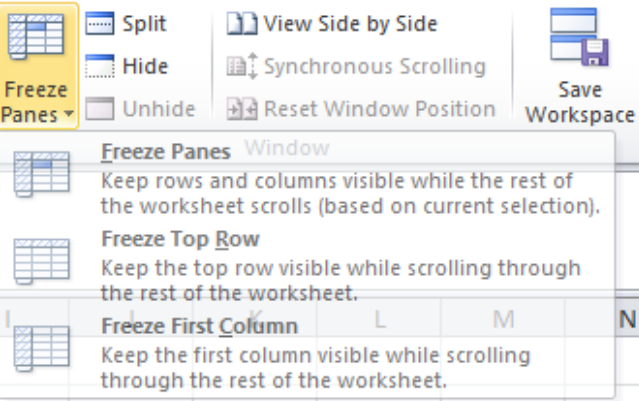 Split
View Side by Side
Hide
Synchronous Scrolling
Freeze
Panes
Unhide
Reset Window Position
Save
Workspace
Window
Freeze Panes
Keep rows and columns visible while the rest of
the worksheet scrolls (based on current selection).
Freeze Top Row
Keep the top row visible while scrolling through
the rest of the worksheet.
I K L M N
Freeze First Column
Keep the first column visible while scrolling
through the rest of the worksheet.